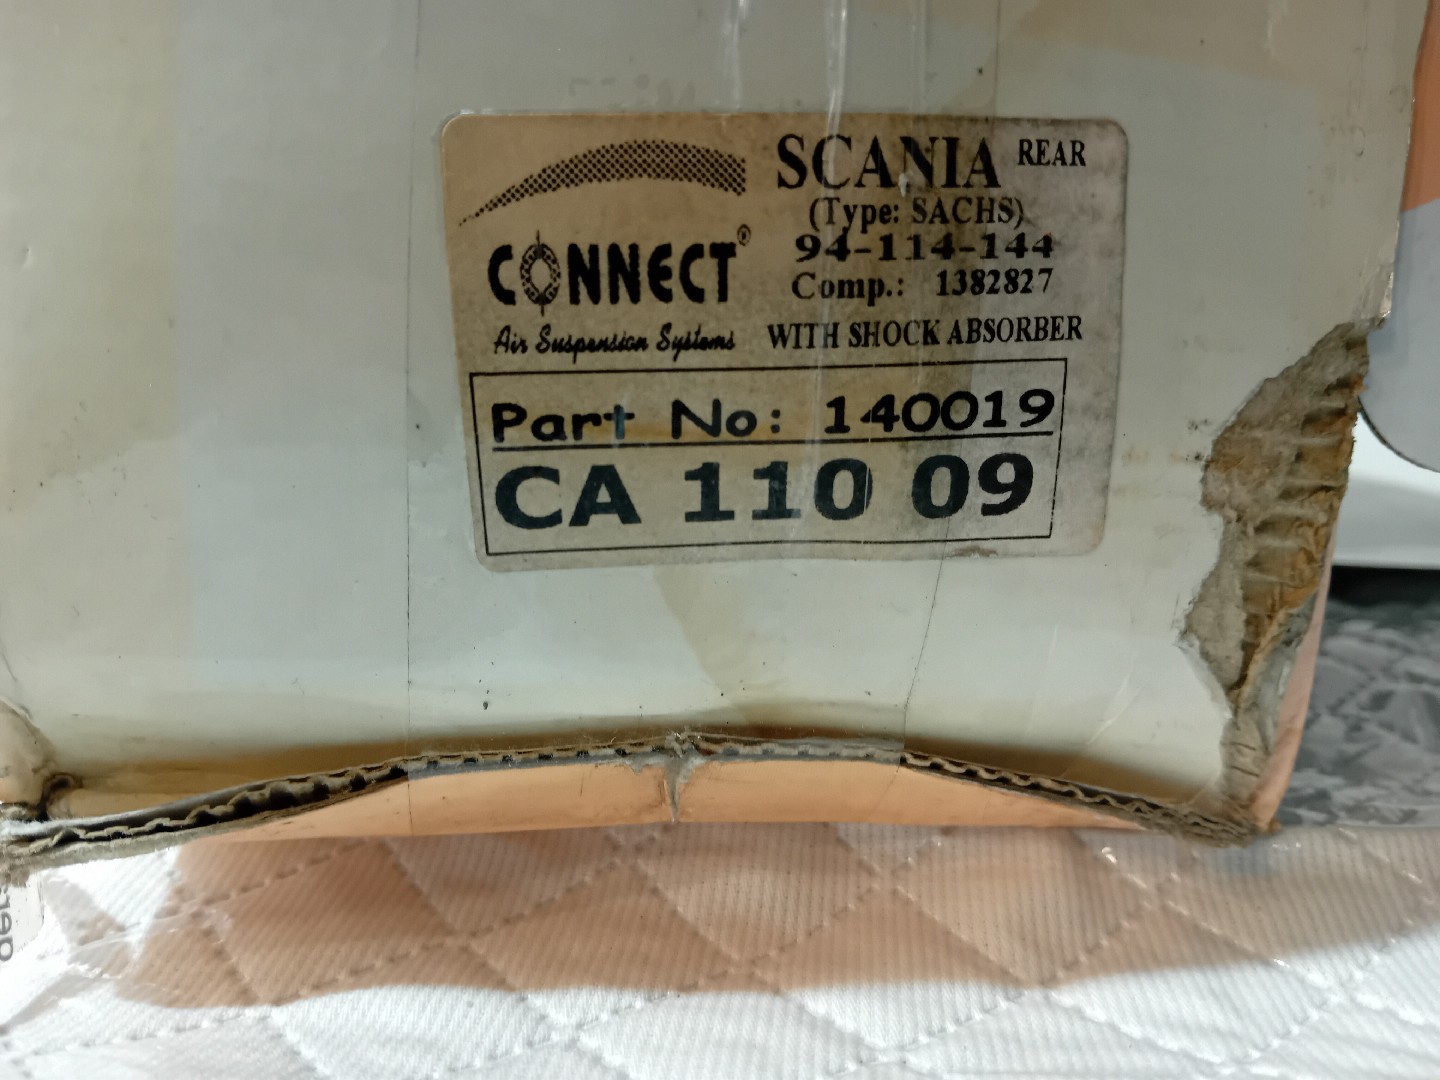 SCANIA REAR
(Type: SACHS)
94-114-144
Comp.: 1382827
WITH SHOCK ABSORBER
CONNECT®
Air Suspension Systems
Part No: 140019
CA 110 09